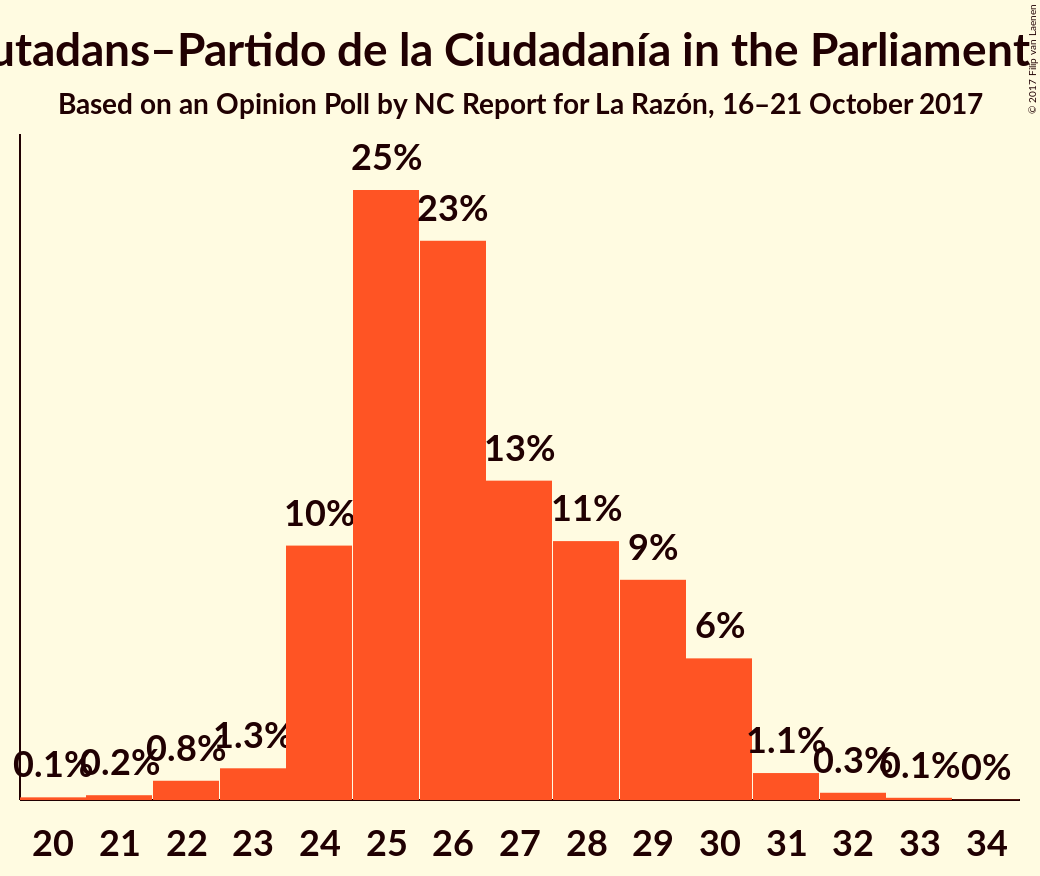 utadans–Partido de la Ciudadanía in the Parliament
Based on an Opinion Poll by NC Report for La Razón, 16–21 October 2017
© 2017 Filip van Laenen
25%
23%
13%
10%
11%
9%
6%
0.1% 0.2% 0.8% 1.3% 1.1% 0.3% 0.1% 0%
20 21 22 23 24 25 26 27 28 29 30 31 32 33 34